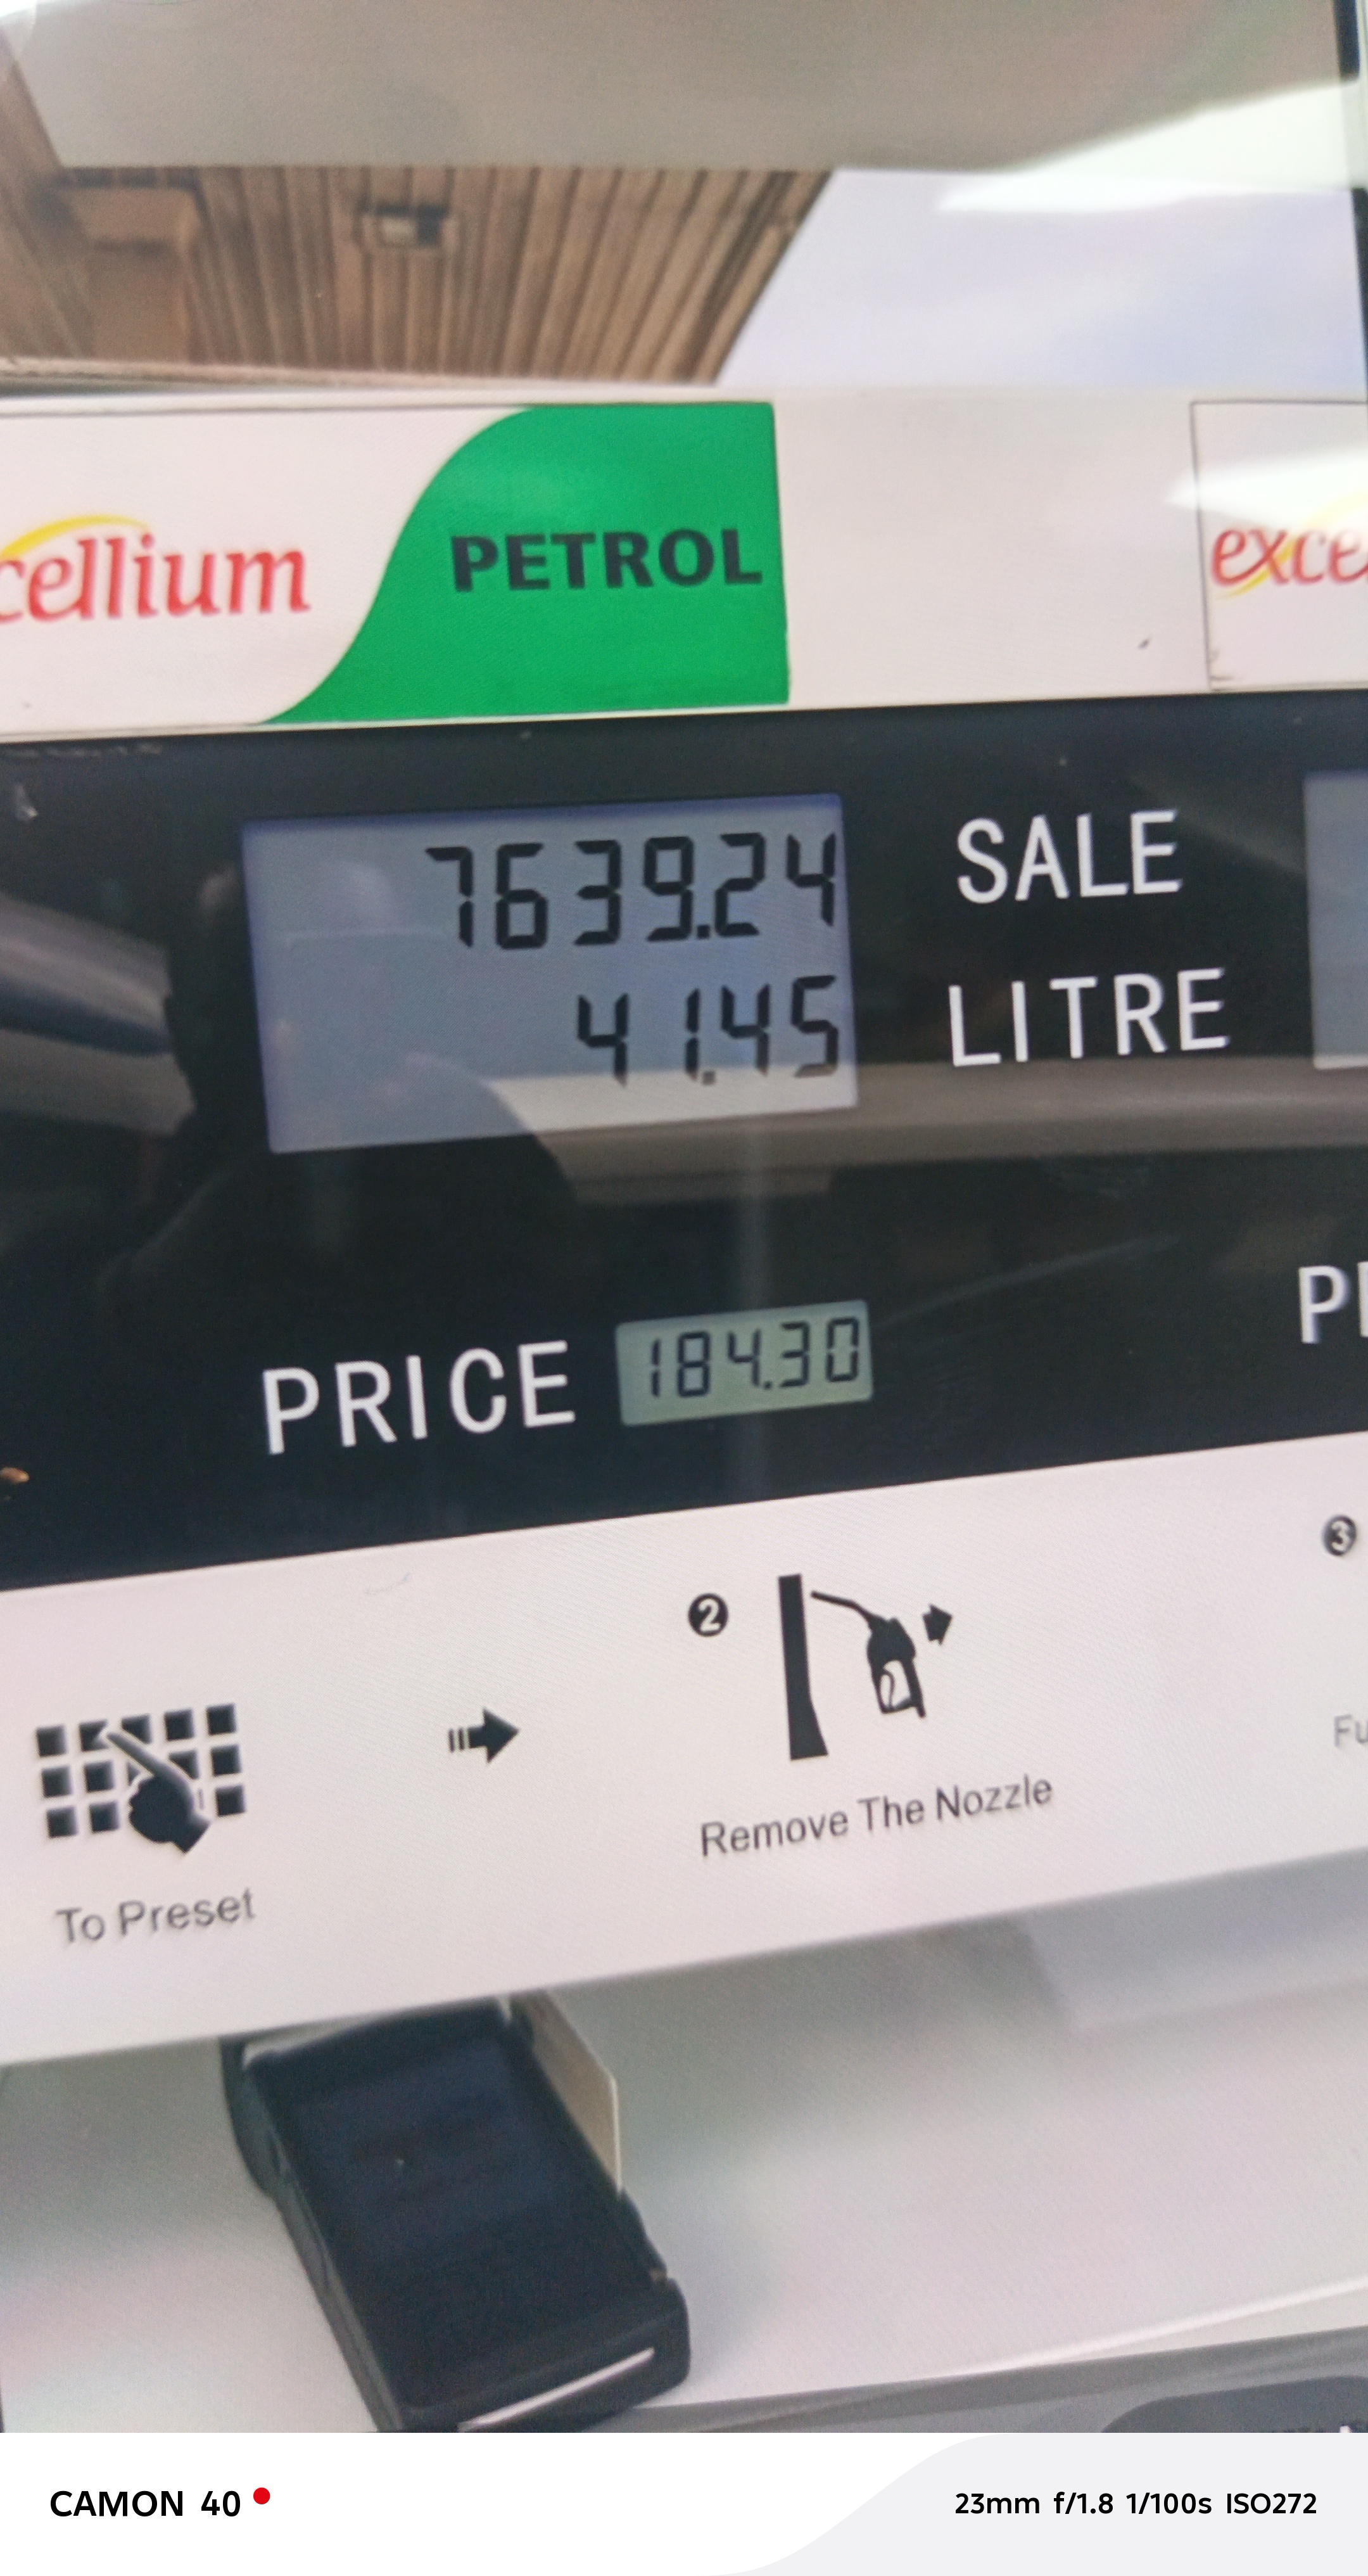 cellium
PETROL
exce
7639.24 SALE
41.45 LITRE
PRICE 184.30
P
2
3
To Preset
Remove The Nozzle
Fu
CAMON 40
23mm f/1.8 1/100s ISO272